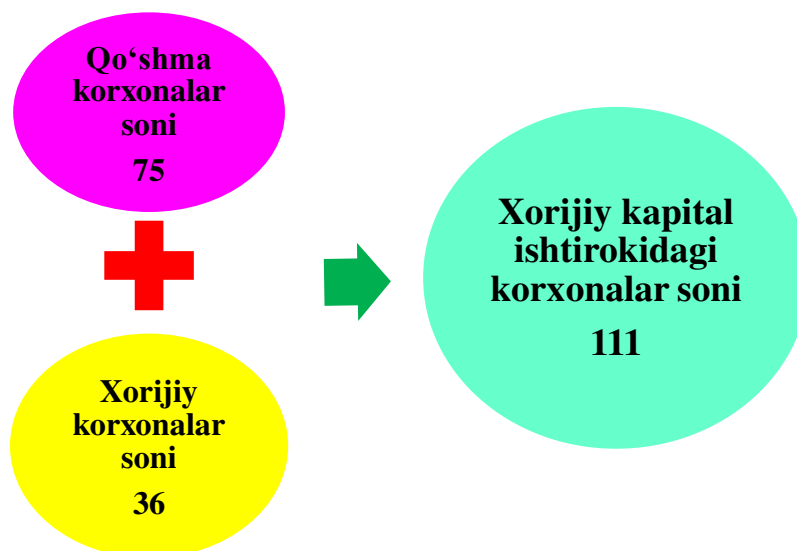 Qo‘shma
korxonalar
soni
75
Xorijiy
korxonalar
soni
36
Xorijiy kapital
ishtirokidagi
korxonalar soni
111